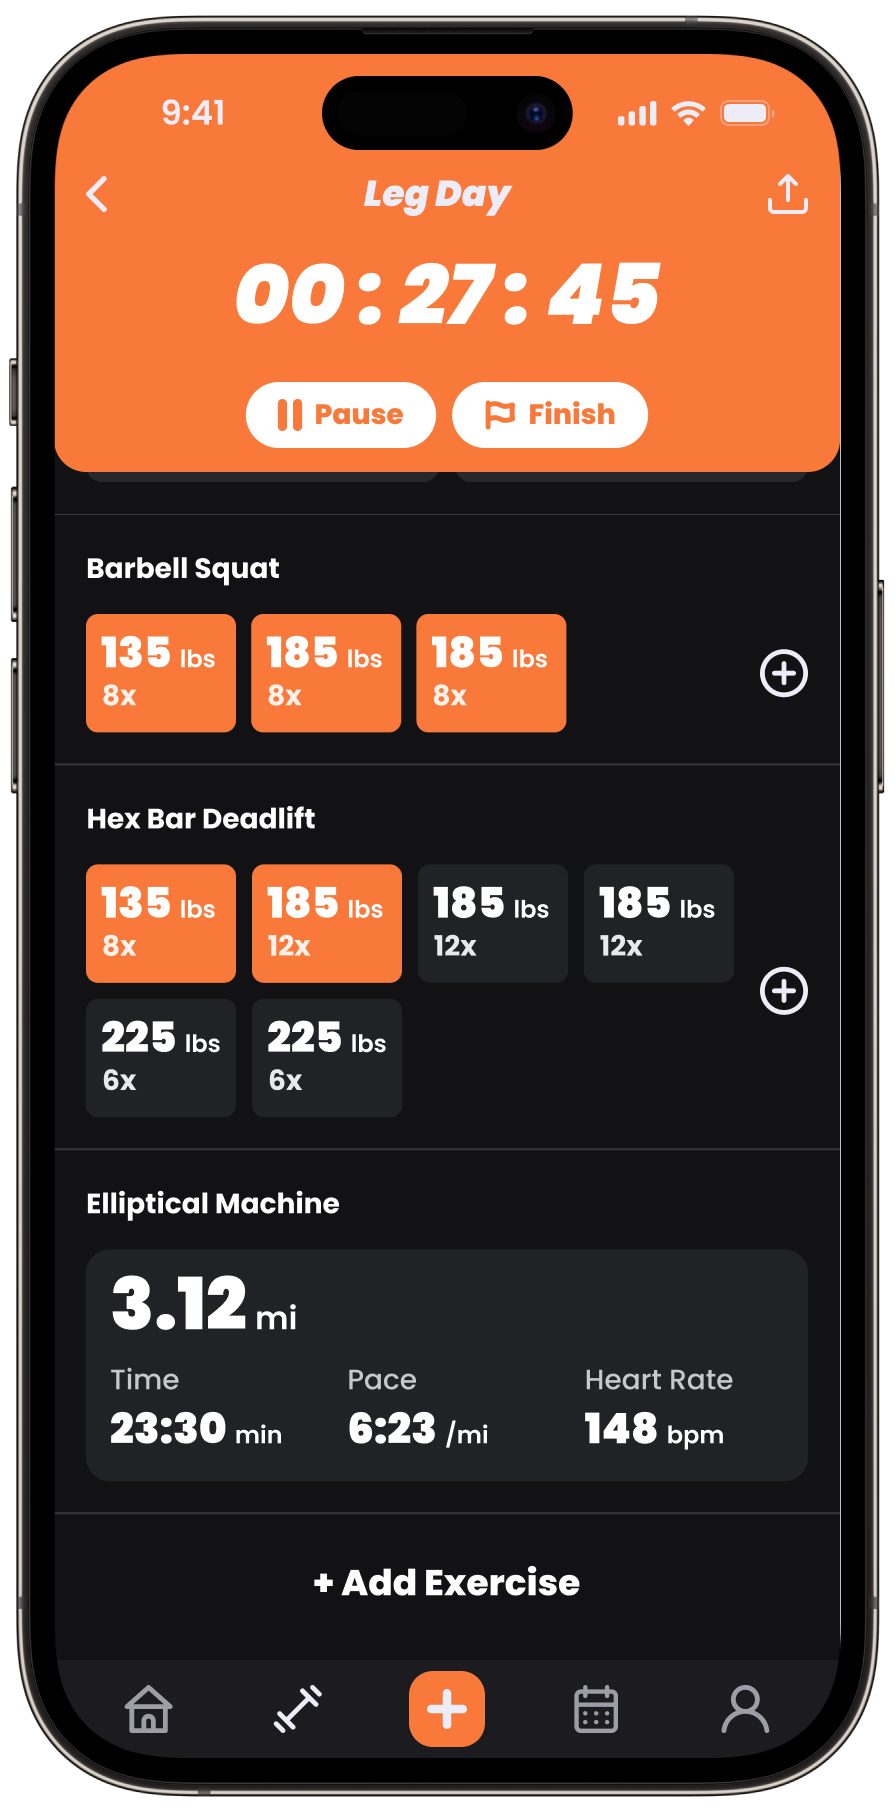 9:41
Leg Day
00 : 27 : 45
Pause
Finish
Barbell Squat
135 lbs
8x
185 lbs
8x
185 lbs
8x
Hex Bar Deadlift
135 lbs
8x
185 lbs
12x
185 lbs
12x
185 lbs
12x
225 lbs
6x
225 lbs
6x
Elliptical Machine
3.12 mi
Time
23:30 min
Pace
6:23 /mi
Heart Rate
148 bpm
+ Add Exercise